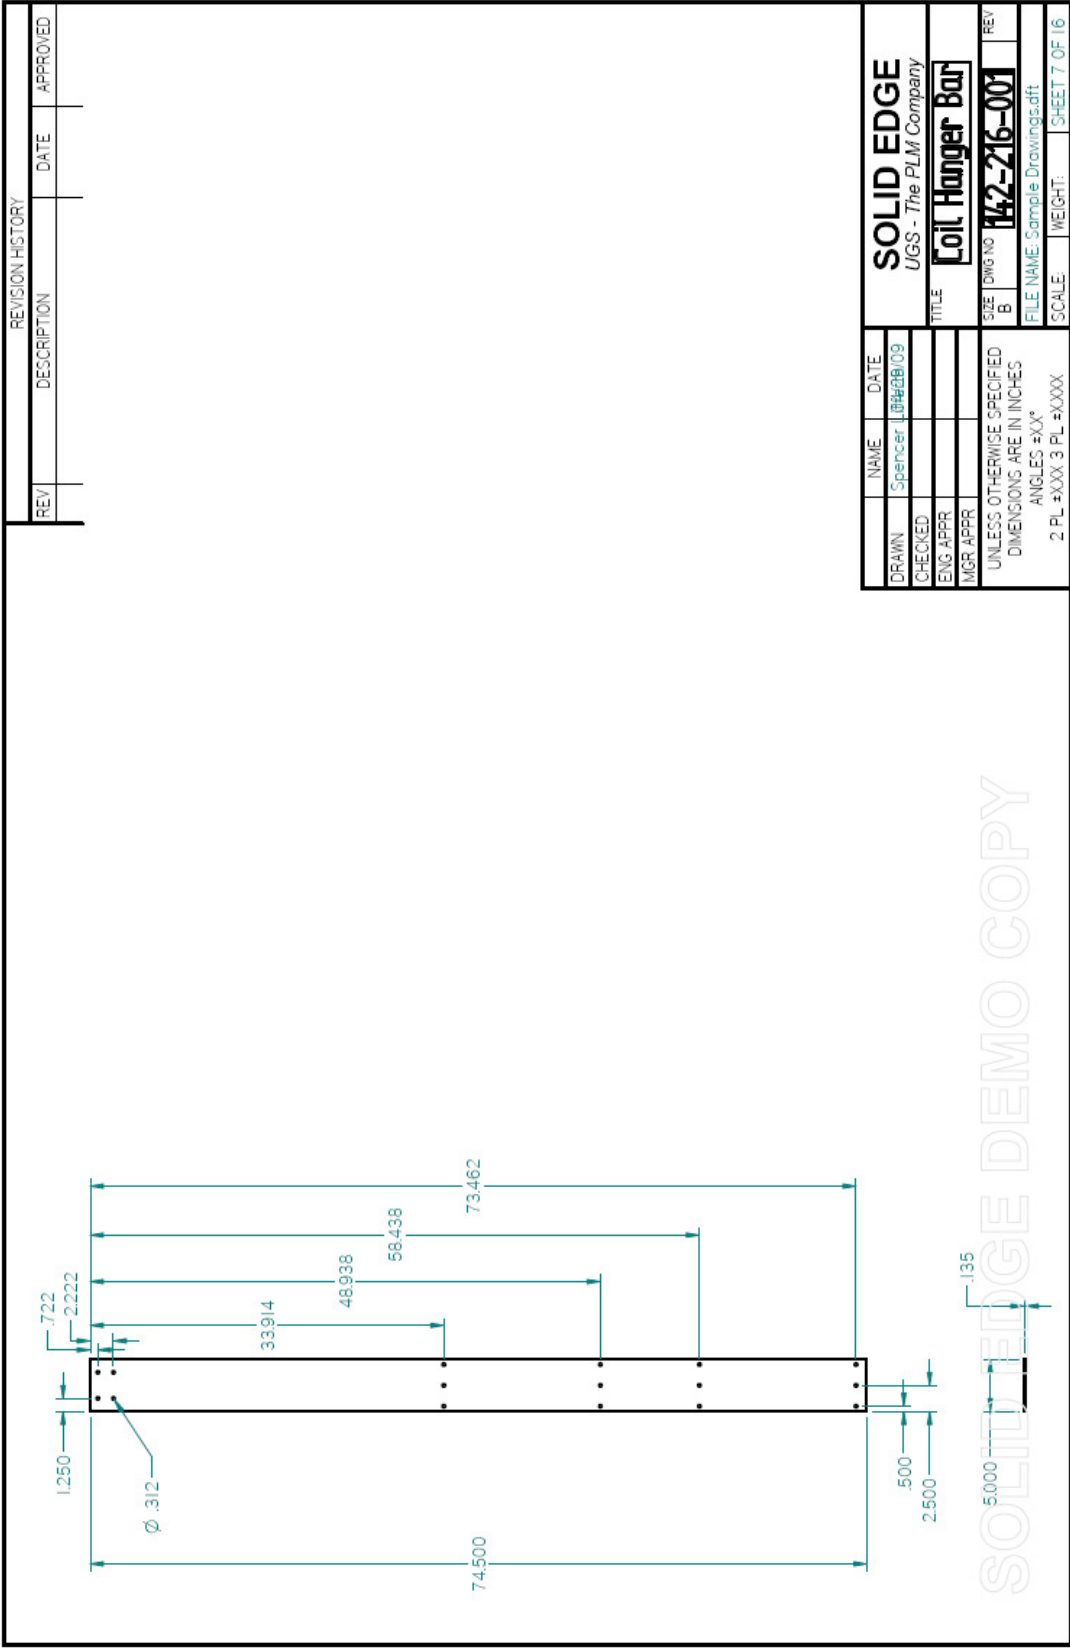 REVISION HISTORY
REV DESCRIPTION DATE APPROVED
1.250
.722
2.222
33.914
48.938
58.438
73.462
Ø .312
74.500
.500
2.500
5.000
.135
SOLID EDGE DEMO COPY
NAME DATE
DRAWN Spencer
CHECKED
ENG APPR
MGR APPR
UNLESS OTHERWISE SPECIFIED
DIMENSIONS ARE IN INCHES
ANGLES ±X.X°
2 PL ±X.XX 3 PL ±X.XXX
SOLID EDGE
UGS - The PLM Company
TITLE
Coil Hanger Bar
SIZE DWG NO REV
B 142-216-001
FILE NAME: Sample Drawings.dft
SCALE: WEIGHT: SHEET 7 OF 16